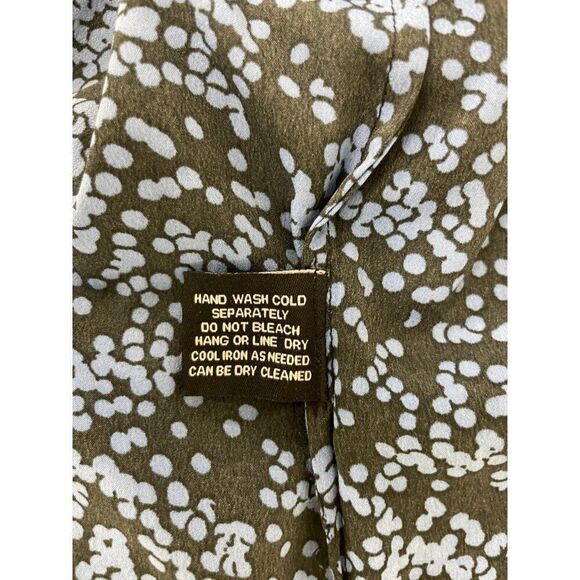 HAND WASH COLD
SEPARATELY
DO NOT BLEACH
HANG OR LINE DRY
COOL IRON AS NEEDED
CAN BE DRY CLEANED